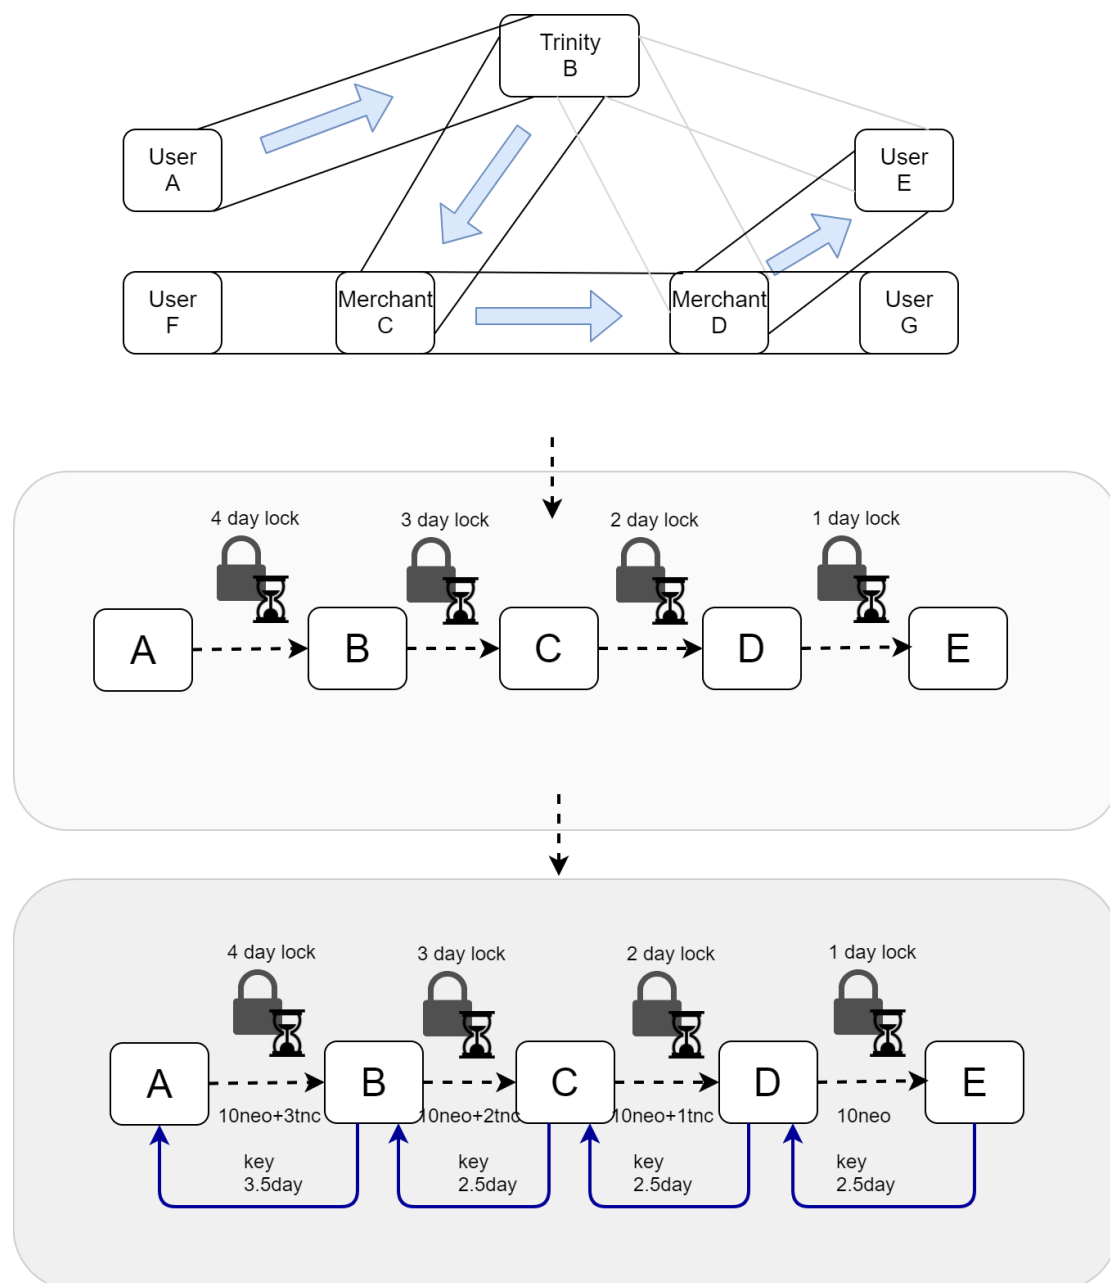 Trinity
B
User
A
User
E
User
F
Merchant
C
Merchant
D
User
G
4 day lock
3 day lock
2 day lock
1 day lock
A
B
C
D
E
4 day lock
3 day lock
2 day lock
1 day lock
A
B
C
D
E
10neo+3tnc
10neo+2tnc
10neo+1tnc
10neo
key
3.5day
key
2.5day
key
2.5day
key
2.5day